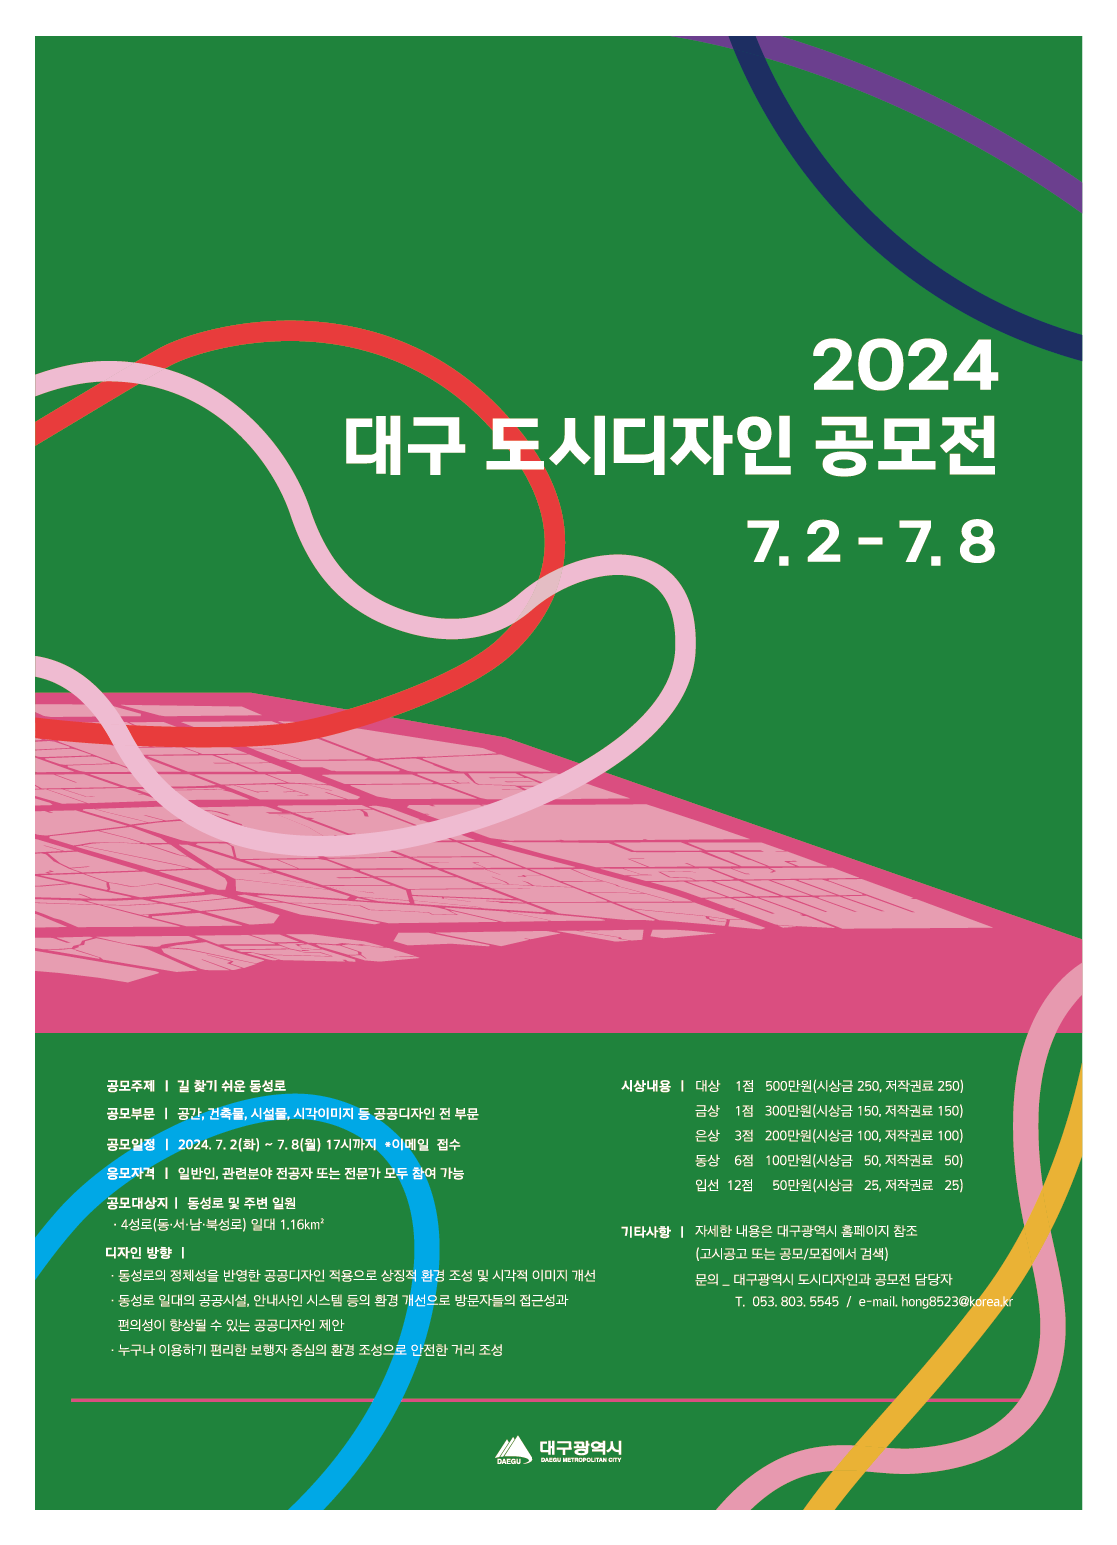 2024
대구 도시디자인 공모전
7. 2 - 7. 8
공모주제 | 길 찾기 쉬운 동성로
공모부문 | 공간, 건축물, 시설물, 시각이미지 등 공공디자인 전 부문
공모일정 | 2024. 7. 2(화) ~ 7. 8(월) 17시까지 *이메일 접수
응모자격 | 일반인, 관련분야 전공자 또는 전문가 모두 참여 가능
공모대상지 | 동성로 및 주변 일원
· 4성로(동·서·남·북성로) 일대 1.16km²
디자인 방향 |
· 동성로의 정체성을 반영한 공공디자인 적용으로 상징적 환경 조성 및 시각적 이미지 개선
· 동성로 일대의 공공시설, 안내사인 시스템 등의 환경 개선으로 방문자들의 접근성과
편의성이 향상될 수 있는 공공디자인 제안
· 누구나 이용하기 편리한 보행자 중심의 환경 조성으로 안전한 거리 조성
시상내용 | 대상 1점 500만원(시상금 250, 저작권료 250)
금상 1점 300만원(시상금 150, 저작권료 150)
은상 3점 200만원(시상금 100, 저작권료 100)
동상 6점 100만원(시상금 50, 저작권료 50)
입선 12점 50만원(시상금 25, 저작권료 25)
기타사항 | 자세한 내용은 대구광역시 홈페이지 참조
(고시공고 또는 공모/모집에서 검색)
문의 _ 대구광역시 도시디자인과 공모전 담당자
T. 053. 803. 5545 / e-mail. hong8523@korea.kr
DAEGU
대구광역시
DAEGU METROPOLITAN CITY